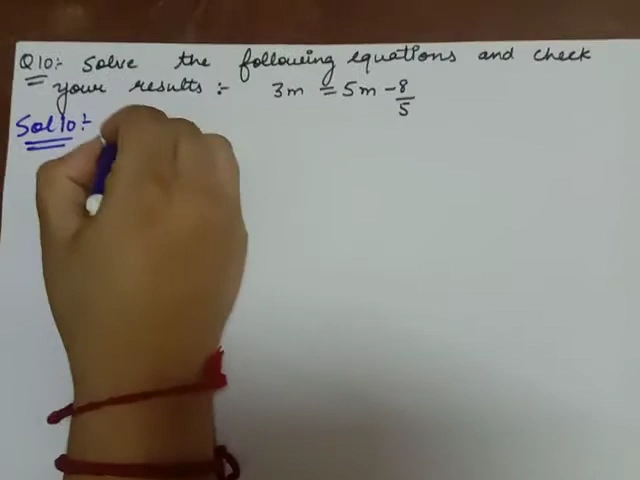 Q10:- Solve the following equations and check
your results :- 3m = 5m - 8/5
Sol10:-